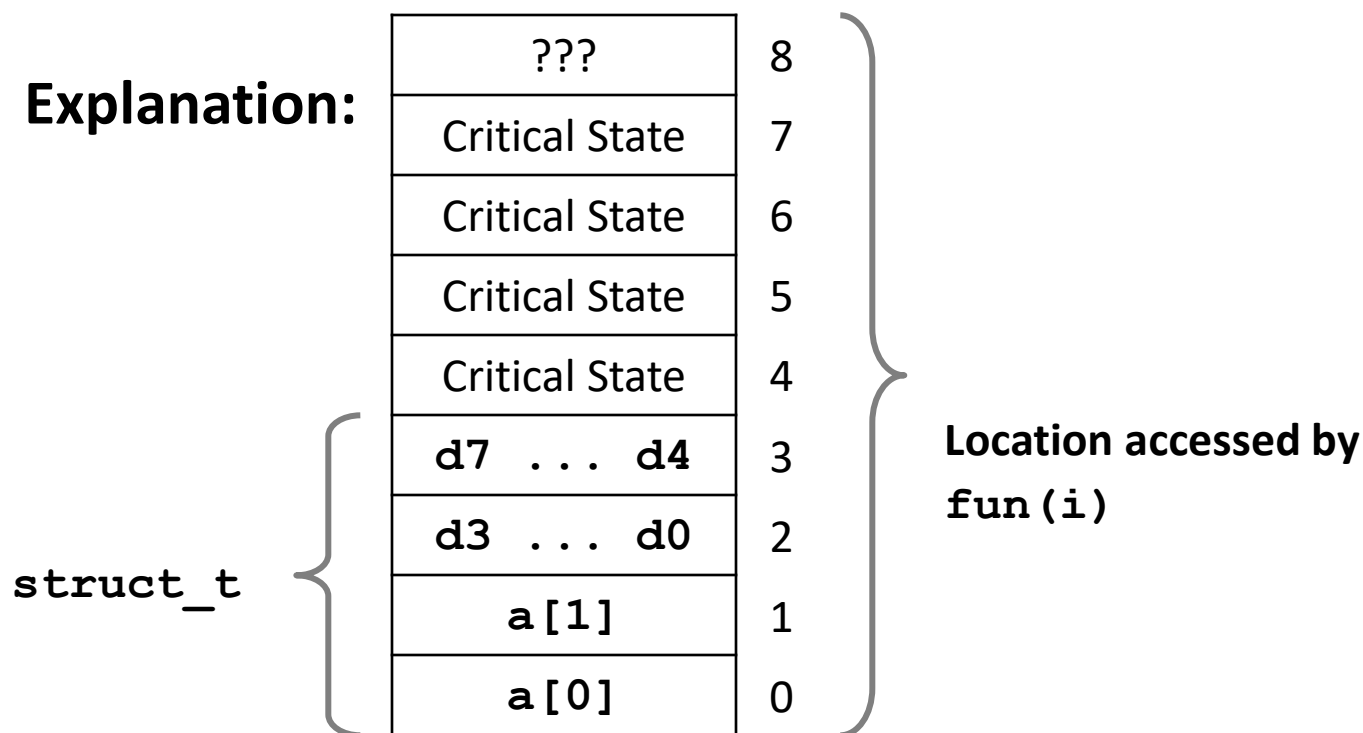 Explanation:
??? 8
Critical State 7
Critical State 6
Critical State 5
Critical State 4
d7 ... d4 3
d3 ... d0 2
a[1] 1
a[0] 0
struct_t
Location accessed by
fun(i)